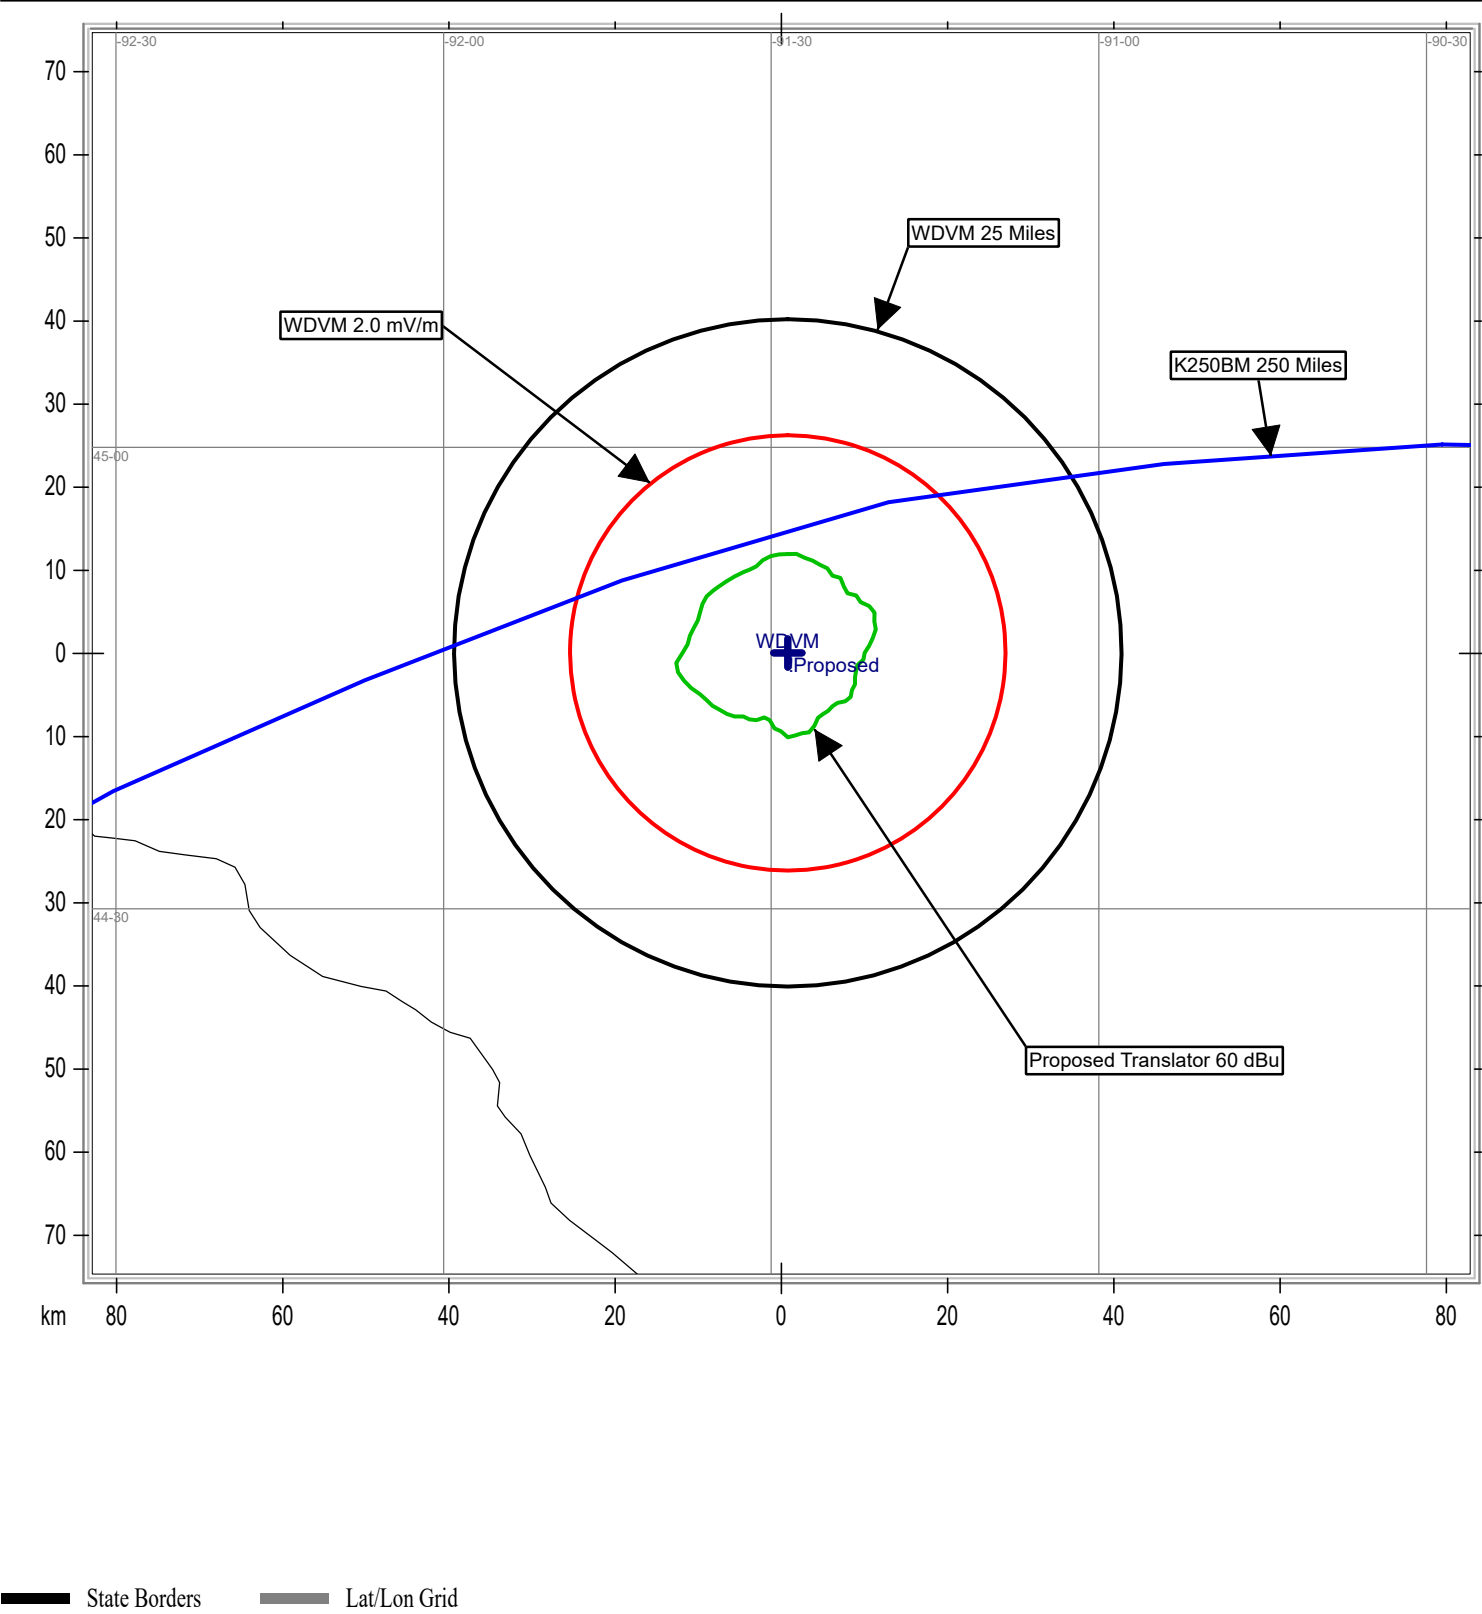 -92-30
-92-00
-91-30
-91-00
-90-30
70
60
50
WDVM 25 Miles
40
WDVM 2.0 mV/m
K250BM 250 Miles
30
45-00
20
10
WDVM
0
.Proposed
10
20
30
44-30
40
50
Proposed Translator 60 dBu
60
70
km 80 60 40 20 0 20 40 60 80
State Borders Lat/Lon Grid